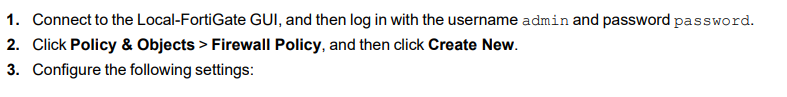 1. Connect to the Local-FortiGate GUI, and then log in with the username admin and password password.
2. Click Policy & Objects > Firewall Policy, and then click Create New.
3. Configure the following settings: